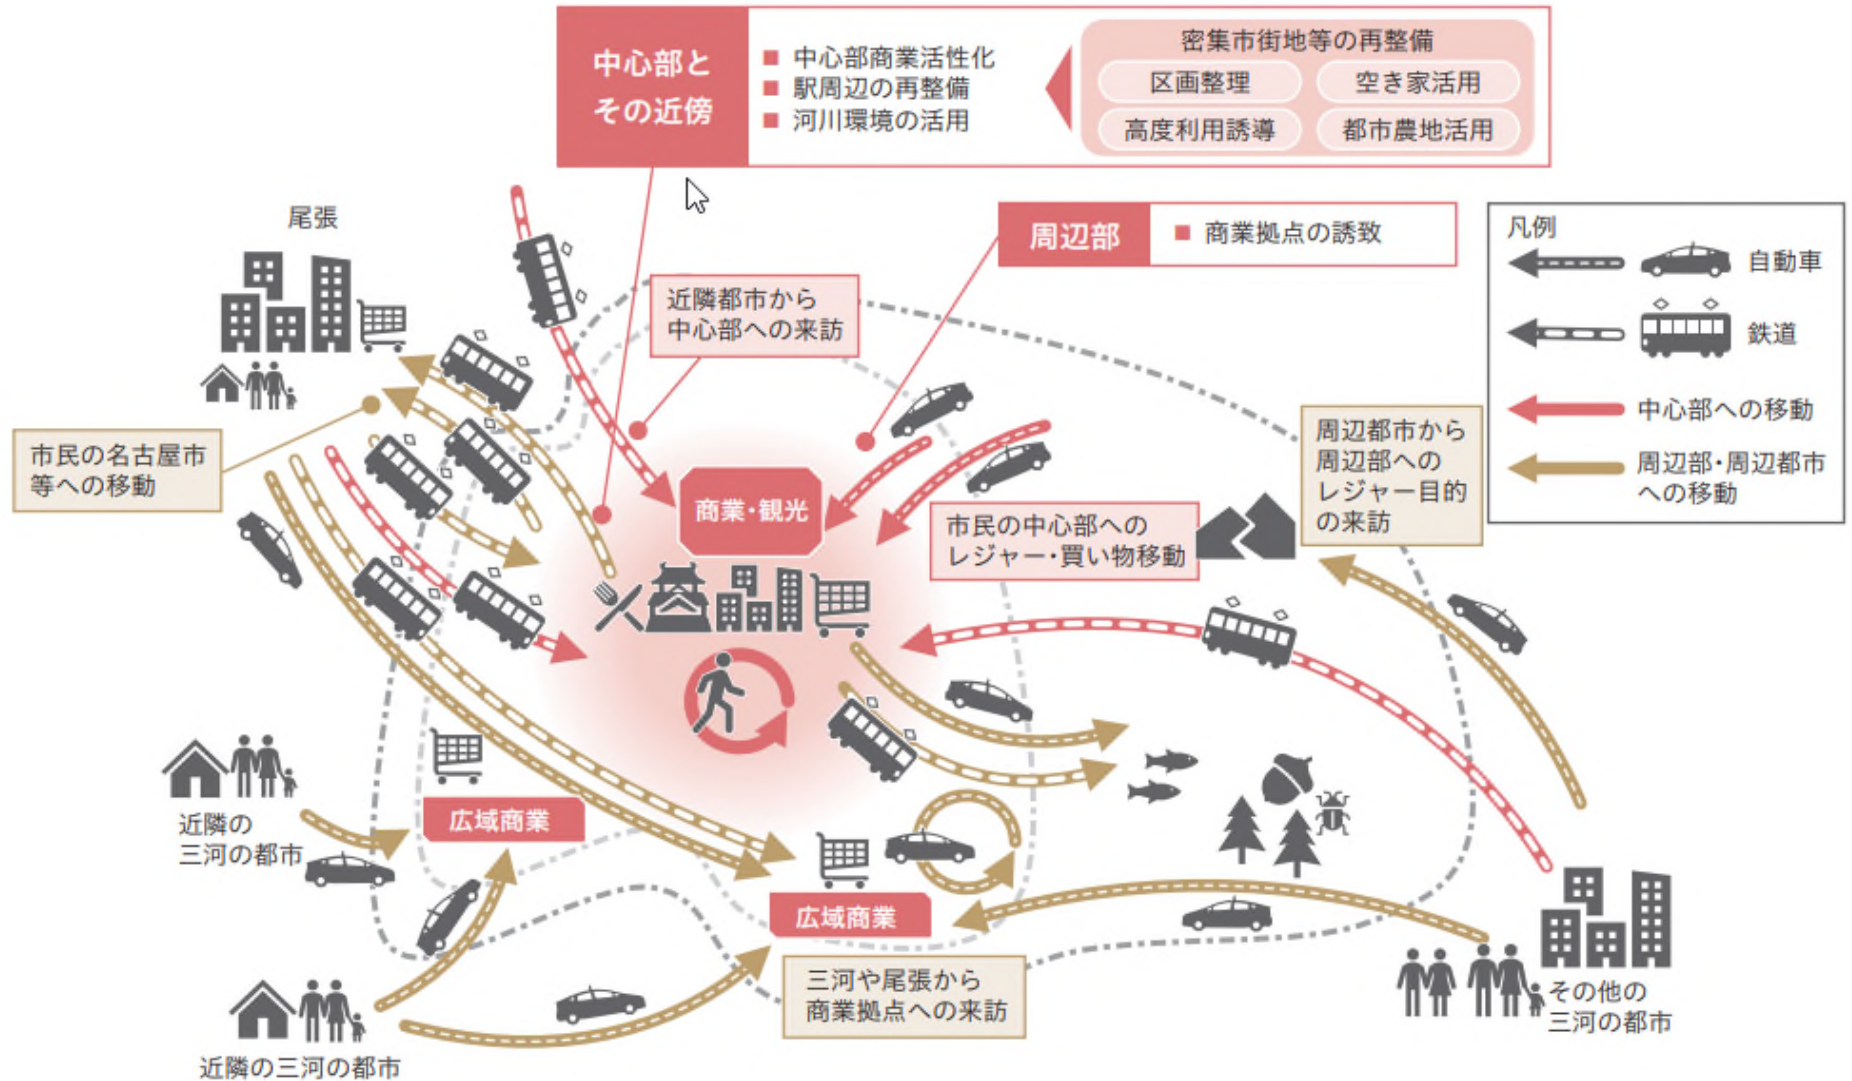 中心部と
その近傍
■ 中心部商業活性化
■ 駅周辺の再整備
■ 河川環境の活用
密集市街地等の再整備
区画整理
空き家活用
高度利用誘導
都市農地活用
周辺部
■ 商業拠点の誘致
凡例
自動車
鉄道
中心部への移動
周辺部・周辺都市
への移動
尾張
近隣都市から
中心部への来訪
市民の名古屋市
等への移動
商業・観光
市民の中心部への
レジャー・買い物移動
周辺都市から
周辺部への
レジャー目的
の来訪
近隣の
三河の都市
広域商業
広域商業
三河や尾張から
商業拠点への来訪
近隣の三河の都市
その他の
三河の都市